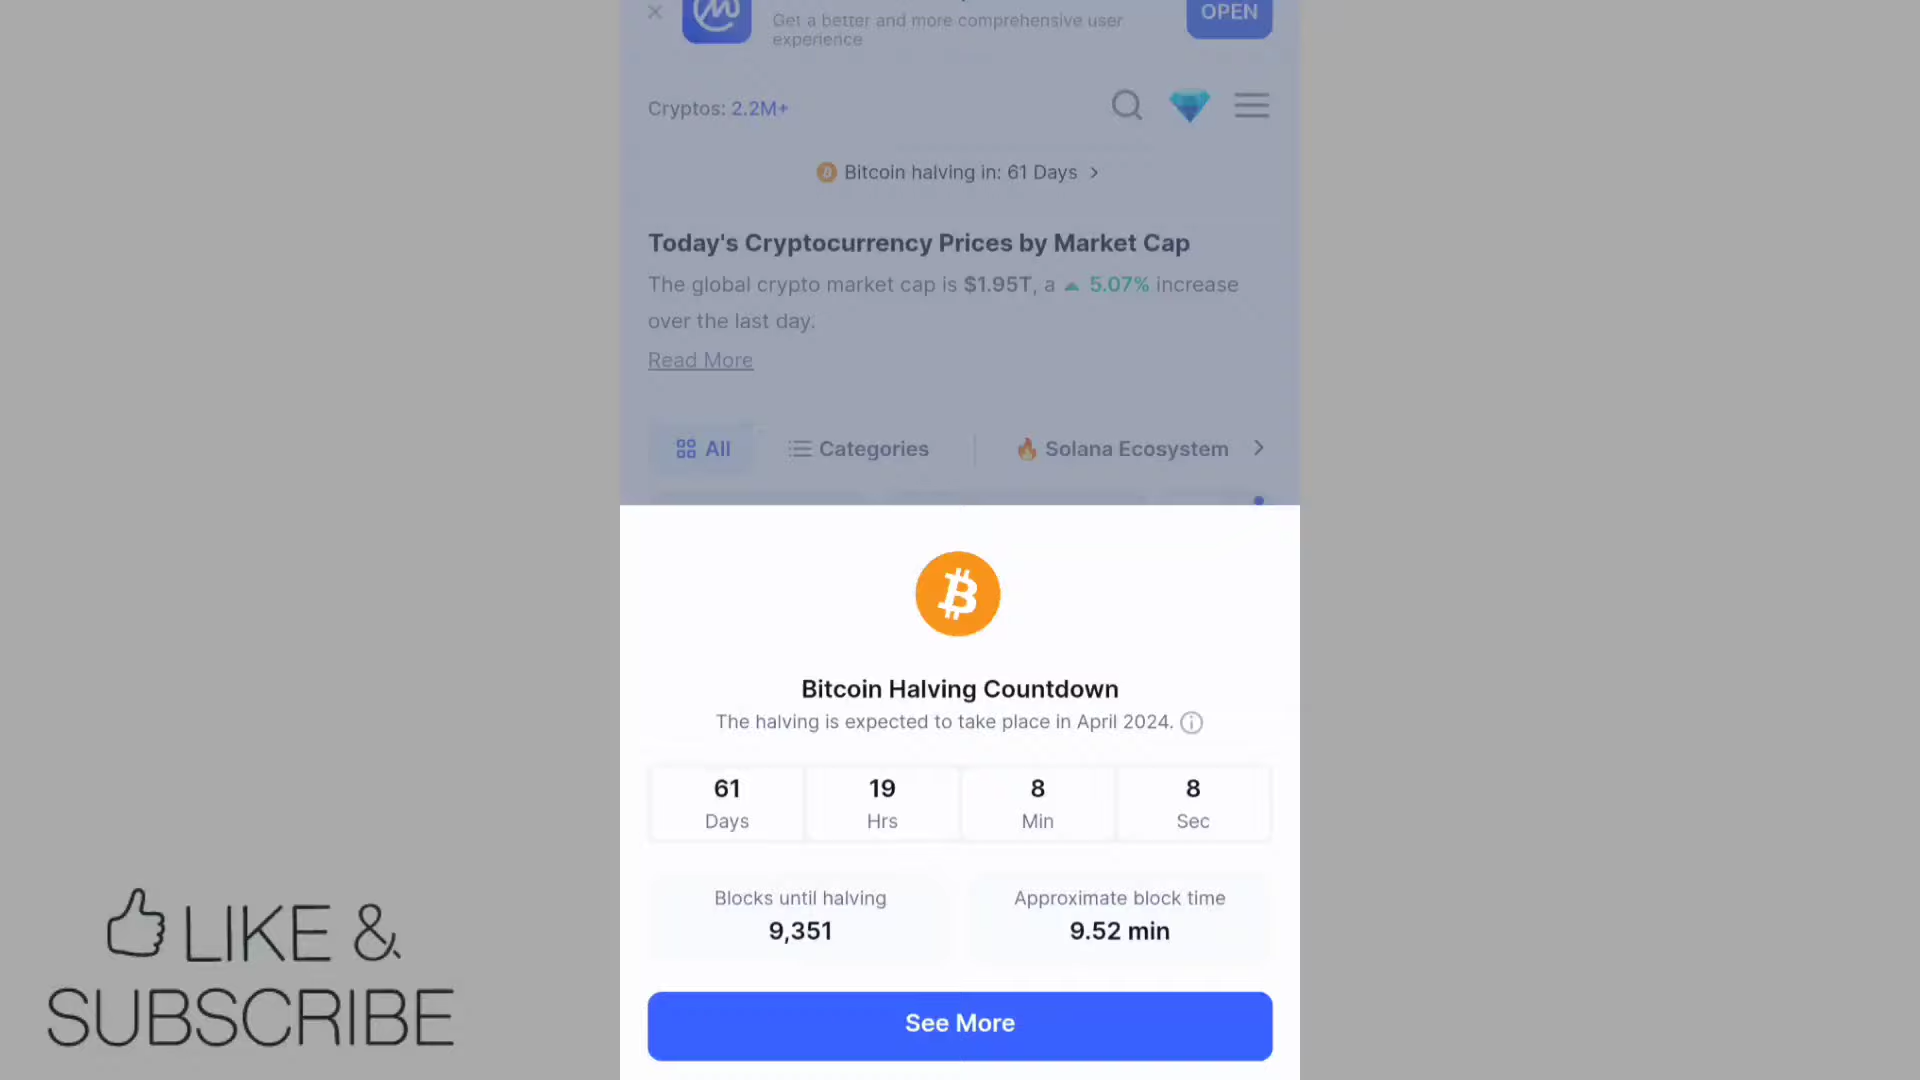 Get a better and more comprehensive user
experience
OPEN
Cryptos: 2.2M+
Bitcoin halving in: 61 Days
Today's Cryptocurrency Prices by Market Cap
The global crypto market cap is $1.95T, a 5.07% increase
over the last day.
Read More
All
Categories
Solana Ecosystem
Bitcoin Halving Countdown
The halving is expected to take place in April 2024.
61
19
8
8
Days
Hrs
Min
Sec
Blocks until halving
Approximate block time
9,351
9.52 min
See More
LIKE &
SUBSCRIBE